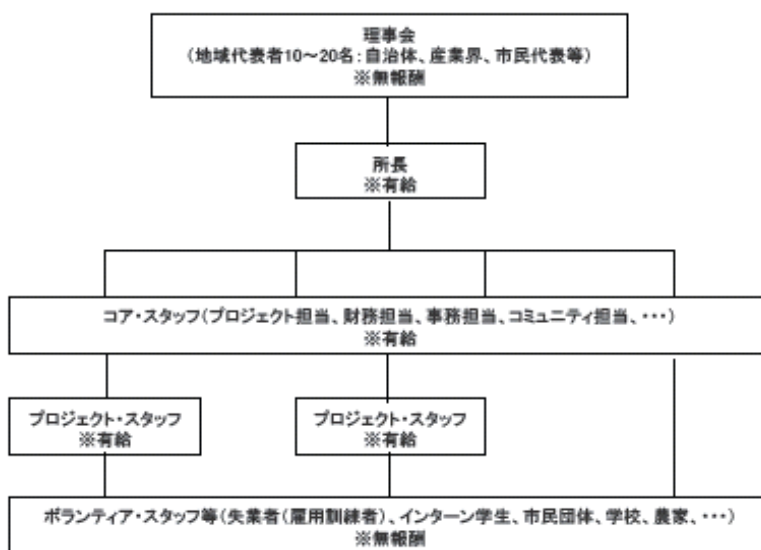 理事会
(地域代表者10～20名:自治体、産業界、市民代表等)
※無報酬
所長
※有給
コア・スタッフ(プロジェクト担当、財務担当、事務担当、コミュニティ担当、・・・)
※有給
プロジェクト・スタッフ
※有給
プロジェクト・スタッフ
※有給
ボランティア・スタッフ等(失業者(雇用訓練者)、インターン学生、市民団体、学校、農家、・・・)
※無報酬